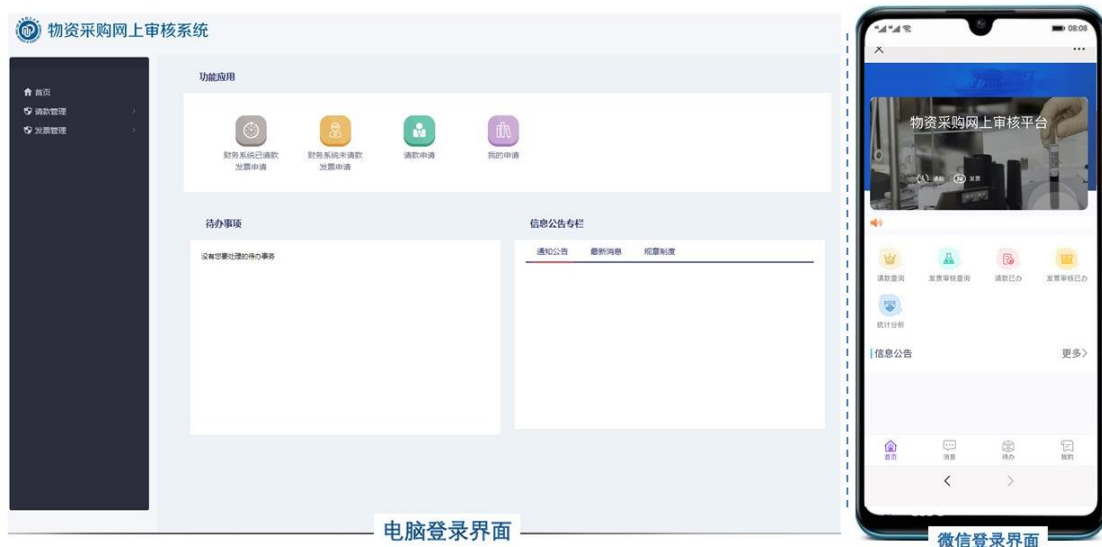 物资采购网上审核系统
首页
请款管理
发票管理
功能应用
财务系统已请款
发票申请
财务系统未请款
发票申请
请款申请
我的申请
待办事项
没有您要处理的待办事务
信息公告专栏
通知公告 最新消息 规章制度
电脑登录界面
08:08
物资采购网上审核平台
请款 发票
请款查询 发票审核查询 请款已办 发票审核已办
统计分析
信息公告 更多>
首页 消息 待办 我的
微信登录界面